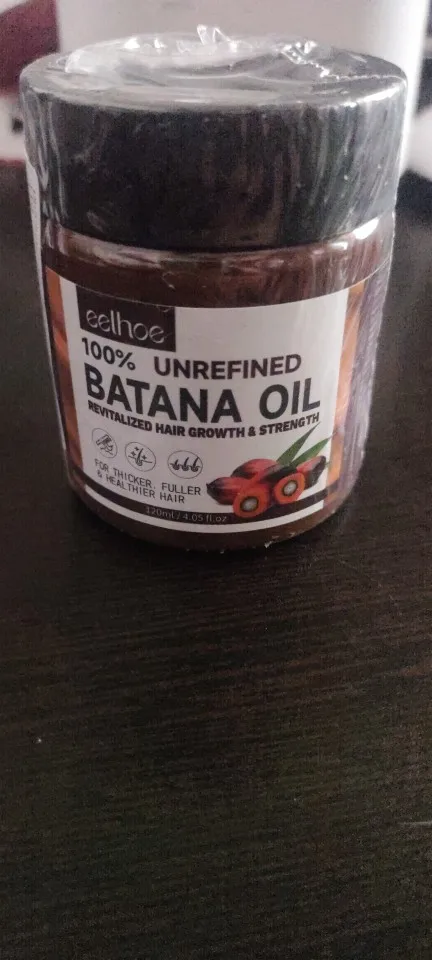 eelhoe
100% UNREFINED
BATANA OIL
REVITALIZED HAIR GROWTH & STRENGTH
FOR THICKER, FULLER
& HEALTHIER HAIR
120ml / 4.05 fl.oz